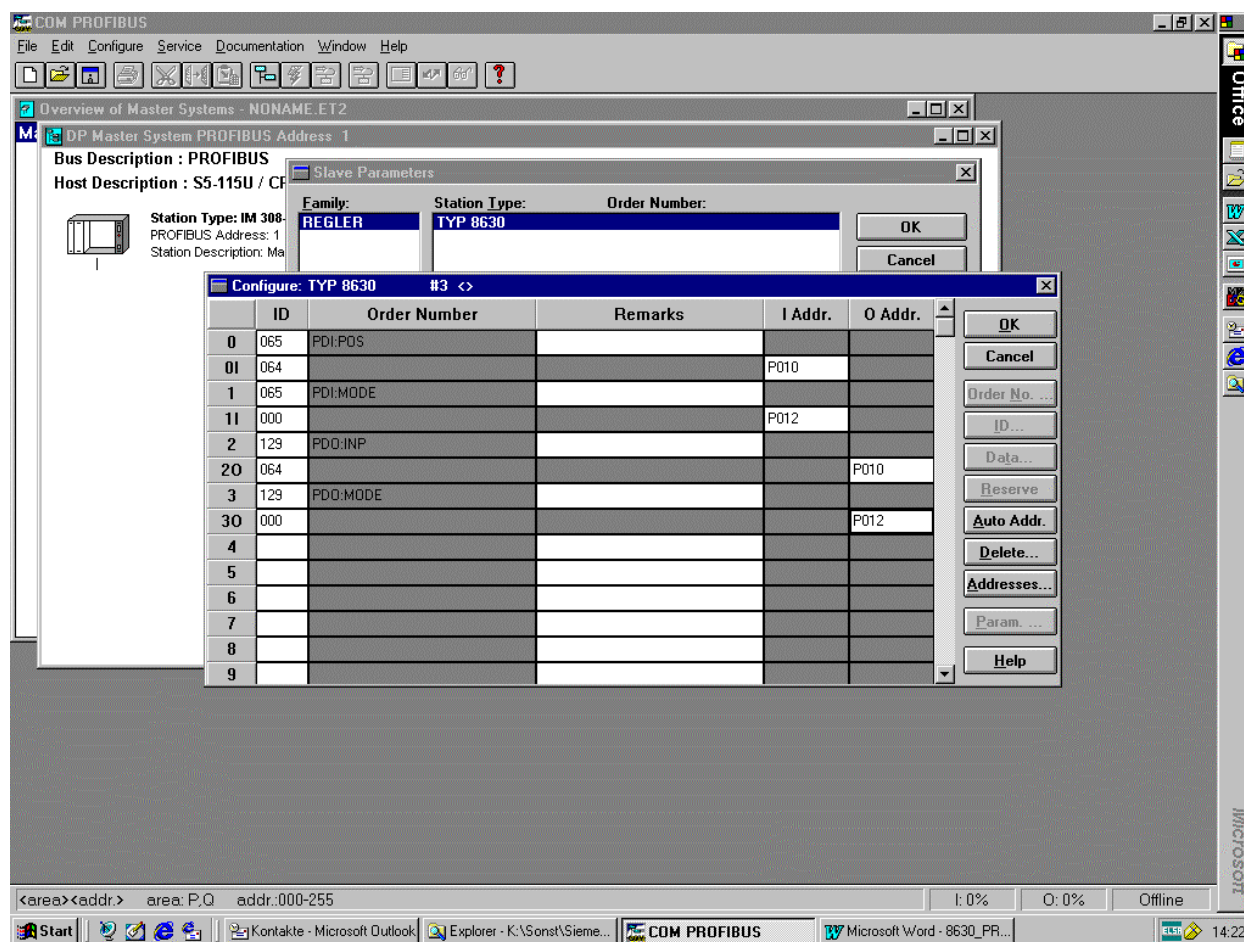 COM PROFIBUS
File Edit Configure Service Documentation Window Help
Overview of Master Systems - NONAME.ET2
Ma
DP Master System PROFIBUS Address 1
Bus Description : PROFIBUS
Host Description : S5-115U / CP
Station Type: IM 308-
PROFIBUS Address: 1
Station Description: Ma
Slave Parameters
Family: Station Type: Order Number:
REGLER TYP 8630
OK
Cancel
Configure: TYP 8630 #3 <>
ID Order Number Remarks I Addr. O Addr.
0 065 PDI:POS
0I 064 P010
1 065 PDI:MODE
1I 000 P012
2 129 PDO:INP
2O 064 P010
3 129 PDO:MODE
3O 000 P012
4
5
6
7
8
9
OK
Cancel
Order No. ...
ID...
Data...
Reserve
Auto Addr.
Delete...
Addresses...
Param. ...
Help
Office
Microsoft
<area><addr.> area: P,Q addr.:000-255 I: 0% O: 0% Offline
Start Kontakte - Microsoft Outlook Explorer - K:\Sonst\Sieme... COM PROFIBUS Microsoft Word - 8630_PR... 14:22